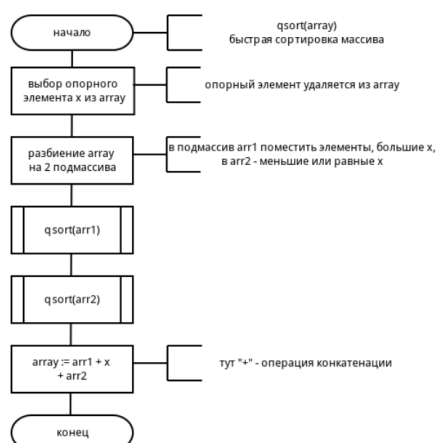 начало
qsort(array)
быстрая сортировка массива
выбор опорного
элемента x из array
опорный элемент удаляется из array
разбиение array
на 2 подмассива
в подмассив arr1 поместить элементы, большие x,
в arr2 - меньшие или равные x
qsort(arr1)
qsort(arr2)
array := arr1 + x
+ arr2
тут "+" - операция конкатенации
конец